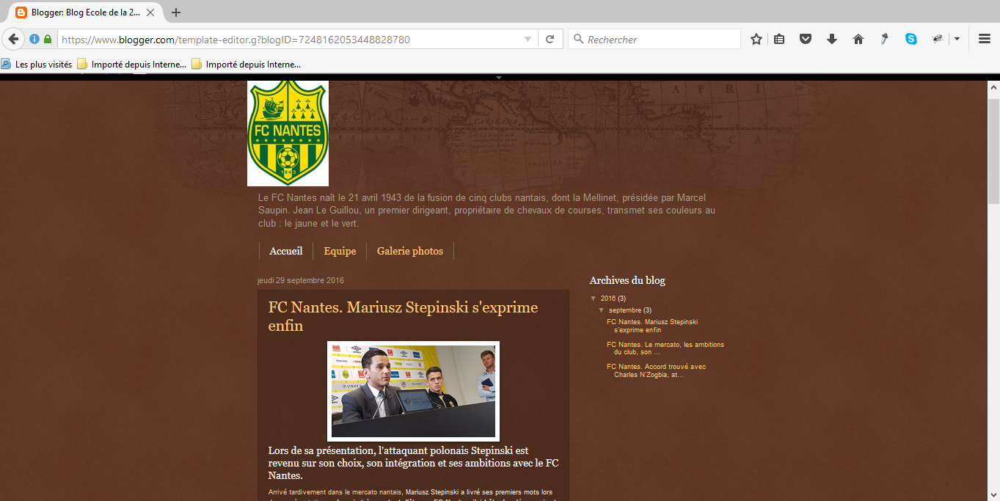 Blogger: Blog Ecole de la 2...
https://www.blogger.com/template-editor.g?blogID=7248162053448828780
Rechercher
Les plus visités
Importé depuis Interne...
Importé depuis Interne...
A F R I
FC NANTES
1943
Le FC Nantes naît le 21 avril 1943 de la fusion de cinq clubs nantais, dont la Mellinet, présidée par Marcel
Saupin. Jean Le Guillou, un premier dirigeant, propriétaire de chevaux de courses, transmet ses couleurs au
club : le jaune et le vert.
Accueil
Equipe
Galerie photos
jeudi 29 septembre 2016
FC Nantes. Mariusz Stepinski s'exprime
enfin
Lors de sa présentation, l'attaquant polonais Stepinski est
revenu sur son choix, son intégration et ses ambitions avec le FC
Nantes.
Arrivé tardivement dans le mercato nantais, Mariusz Stepinski a livré ses premiers mots lors
Archives du blog
▼ 2016 (3)
▼ septembre (3)
FC Nantes. Mariusz Stepinski
s'exprime enfin
FC Nantes. Le mercato, les ambitions
du club, son ...
FC Nantes. Accord trouvé avec
Charles N'Zogbia, at...